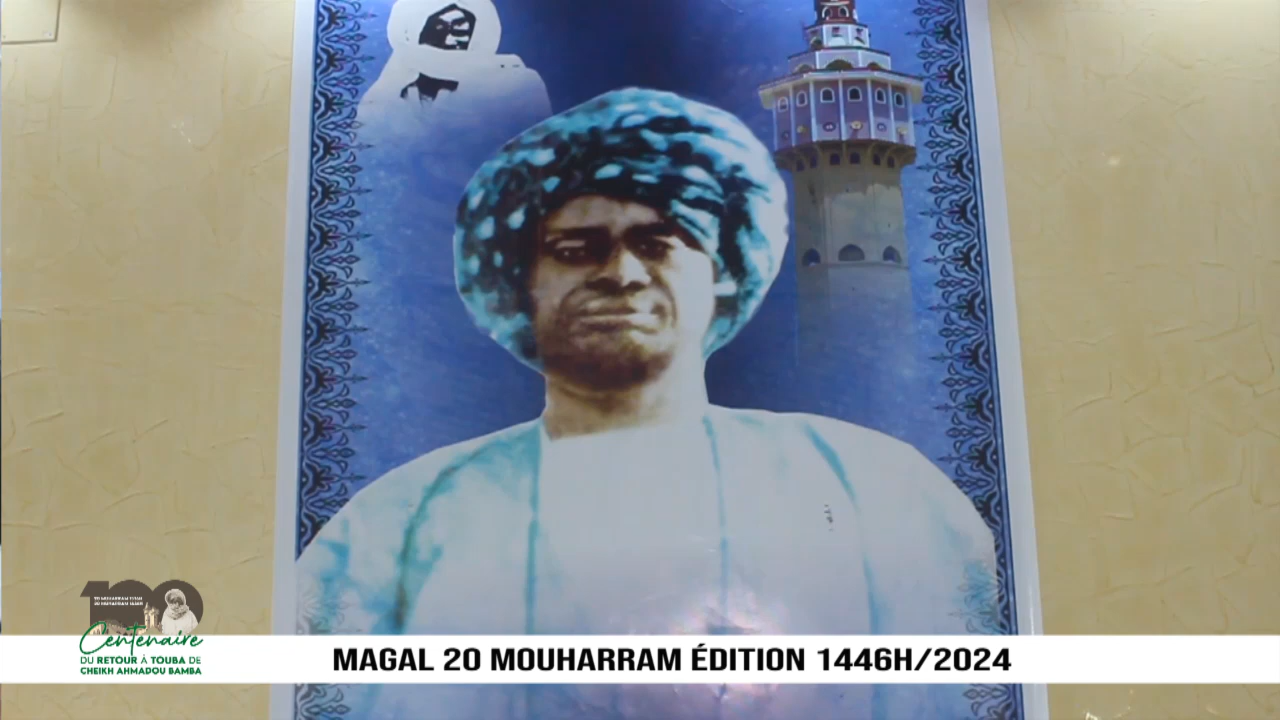 Centenaire
DU RETOUR À TOUBA DE
CHEIKH AHMADOU BAMBA
MAGAL 20 MOUHARRAM ÉDITION 1446H/2024